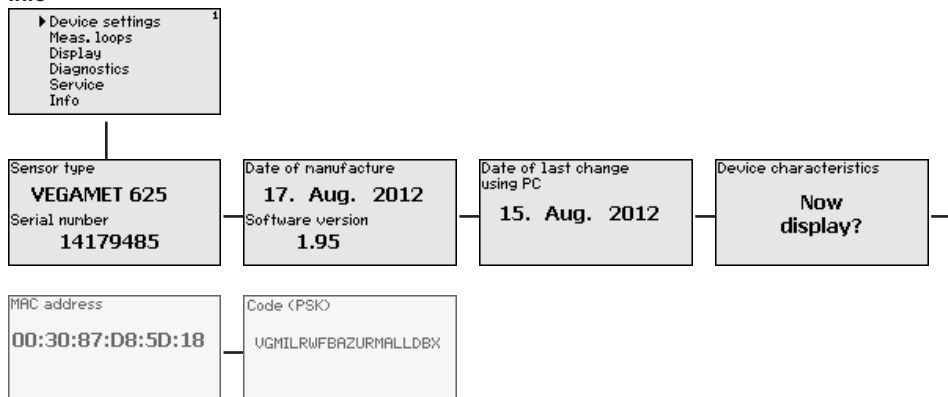 Info
Device settings 1
Meas. loops
Display
Diagnostics
Service
Info
Sensor type
VEGAMET 625
Serial number
14179485
Date of manufacture
17. Aug. 2012
Software version
1.95
Date of last change
using PC
15. Aug. 2012
Device characteristics
Now
display?
MAC address
00:30:87:D8:5D:18
Code (PSK)
VGMILRWFBAZURMALLDBX